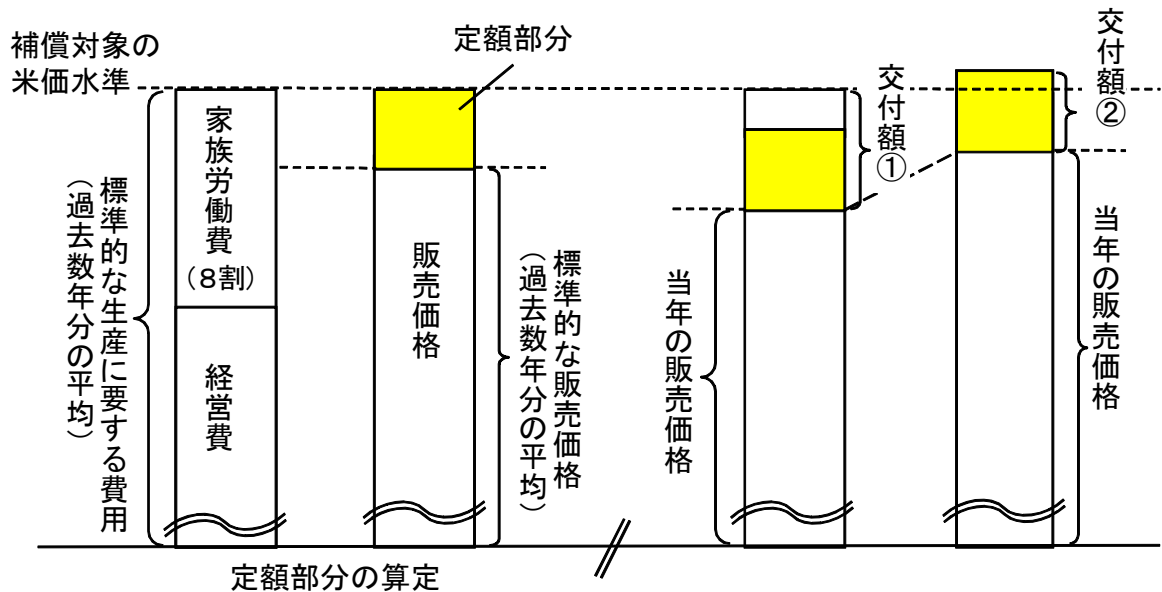 補償対象の
米価水準
定額部分
交付額①
交付額②
家族労働費
（８割）
経営費
標準的な生産に要する費用
（過去数年分の平均）
販売価格
標準的な販売価格
（過去数年分の平均）
当年の販売価格
当年の販売価格
定額部分の算定